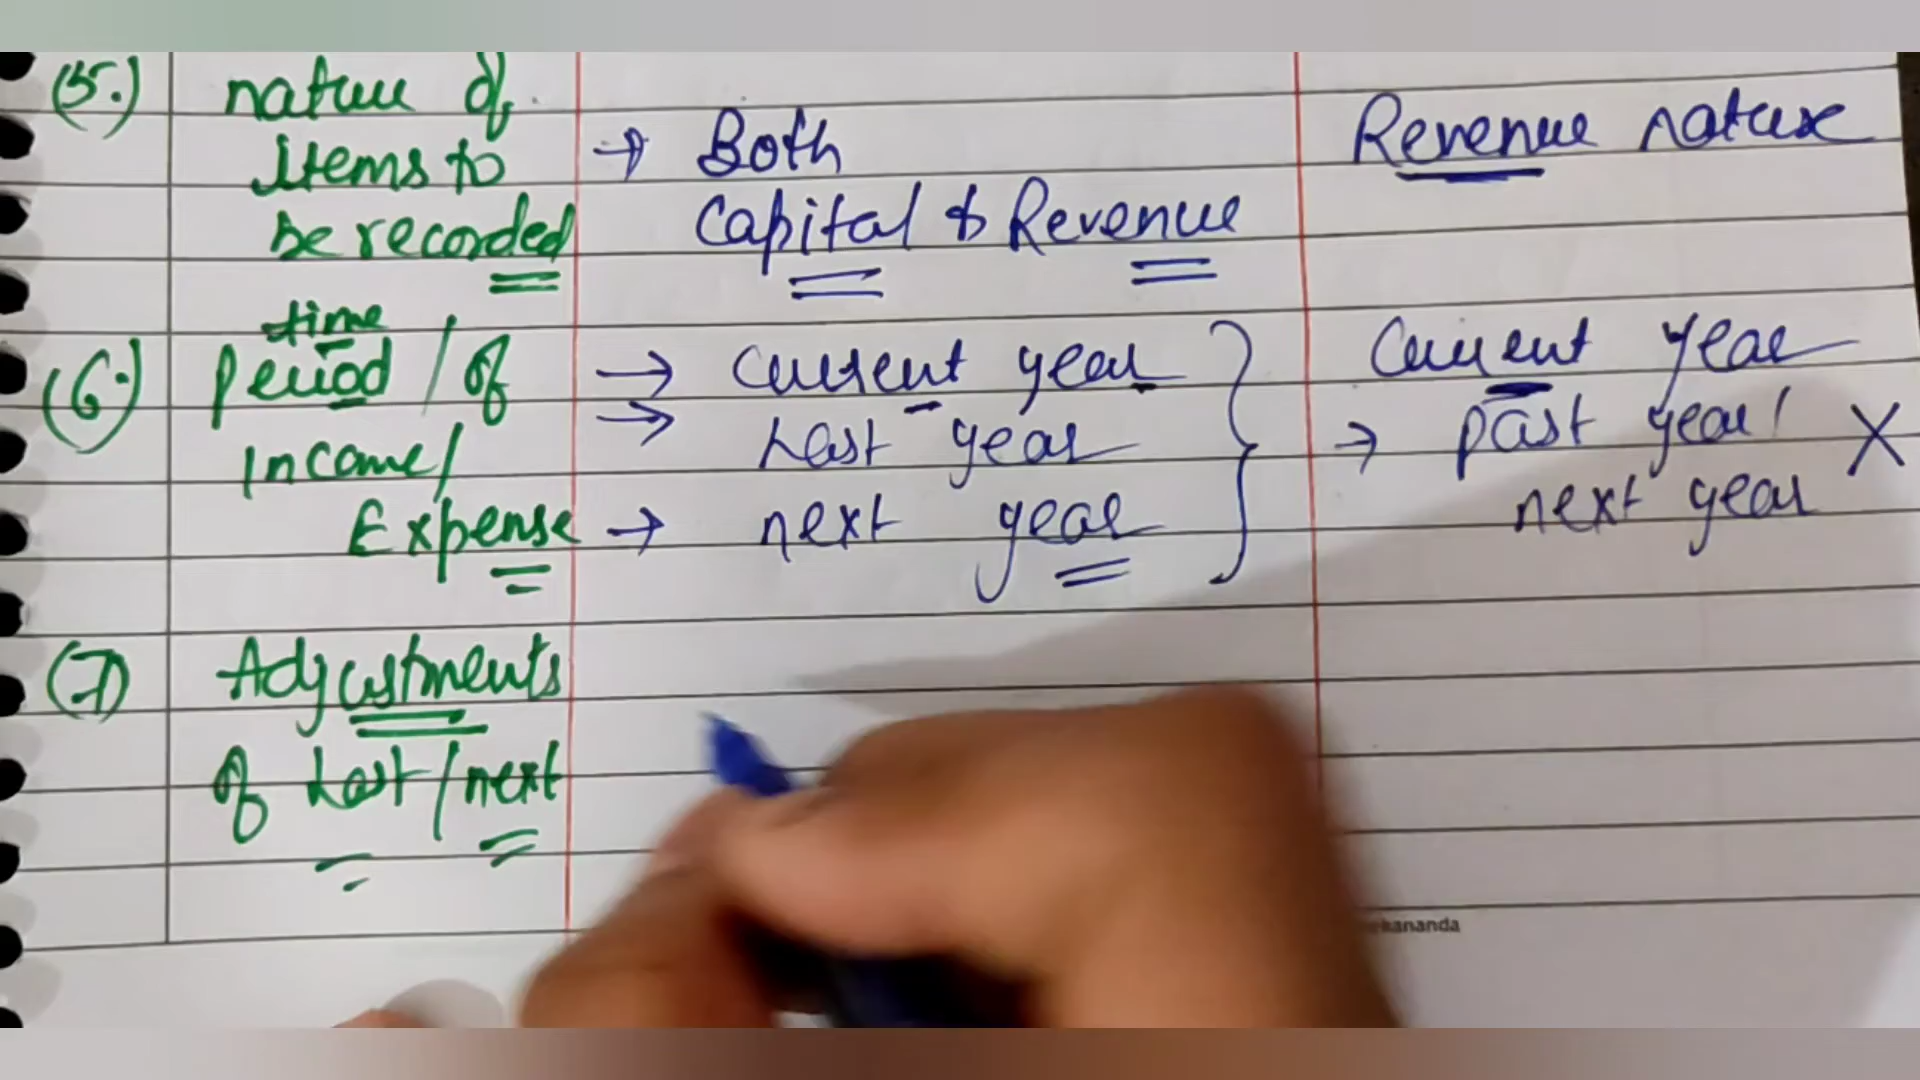 (5.) nature of
items to
be recorded
→ Both
Capital & Revenue
Revenue nature
(6.) time
Period / of
Income/
Expense
→ Current year
→ Last year
→ next year
Current year
→ past year/
next year X
(7) Adjustments
of Last/next
kananda